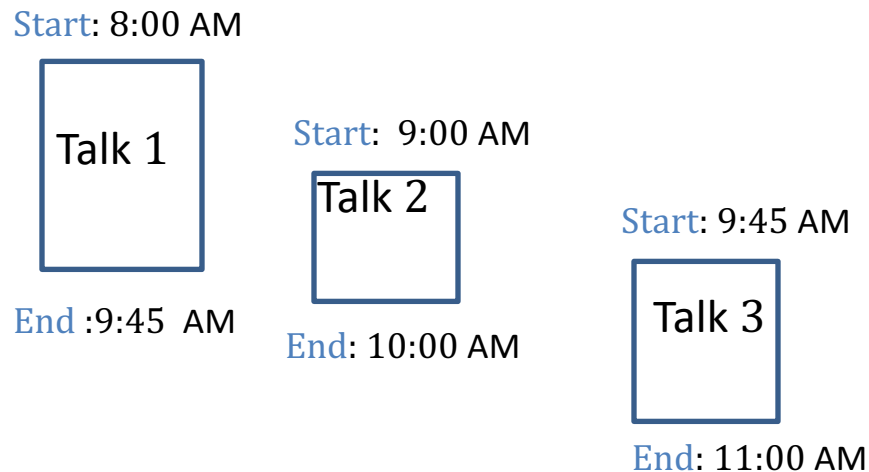 Start: 8:00 AM
Talk 1
End :9:45 AM
Start: 9:00 AM
Talk 2
End: 10:00 AM
Start: 9:45 AM
Talk 3
End: 11:00 AM